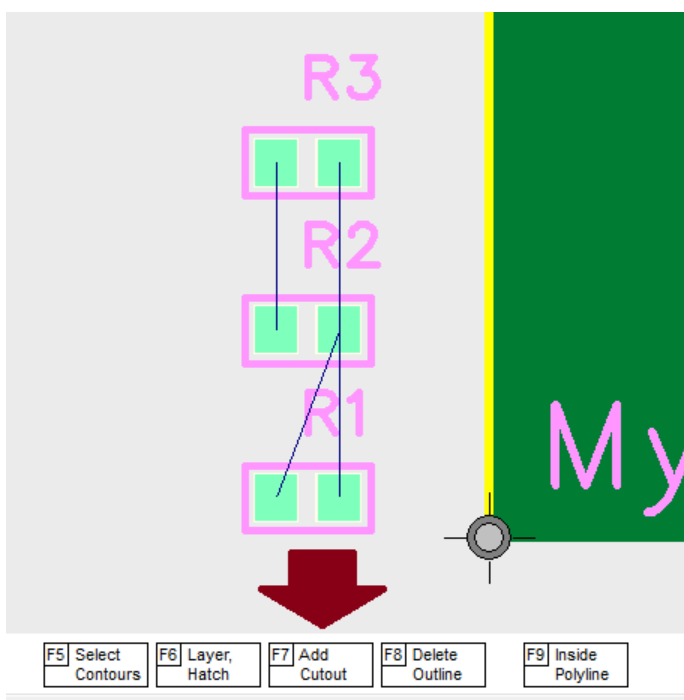 R3
R2
R1
My
F5 Select Contours
F6 Layer, Hatch
F7 Add Cutout
F8 Delete Outline
F9 Inside Polyline